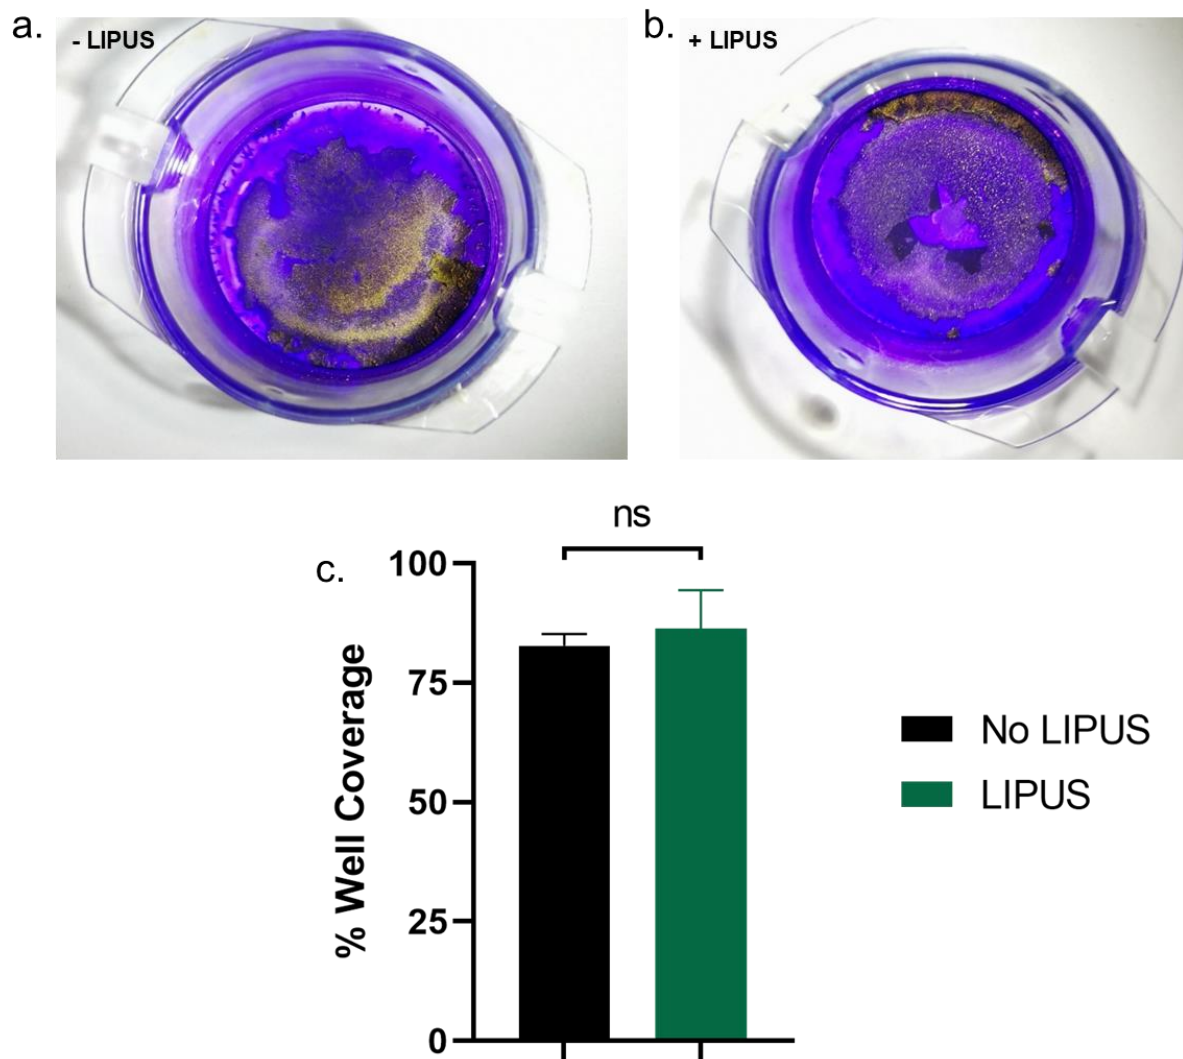 a.
- LIPUS
b.
+ LIPUS
c.
ns
% Well Coverage
100
75
50
25
0
No LIPUS
LIPUS